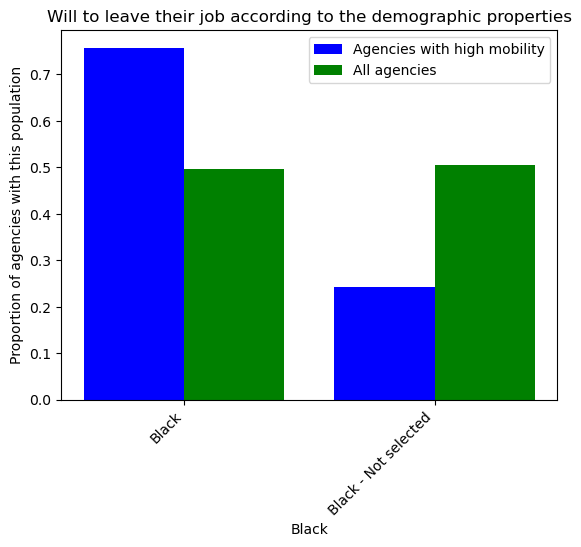 Will to leave their job according to the demographic properties
Agencies with high mobility
All agencies
Proportion of agencies with this population
0.7
0.6
0.5
0.4
0.3
0.2
0.1
0.0
Black
Black - Not selected
Black